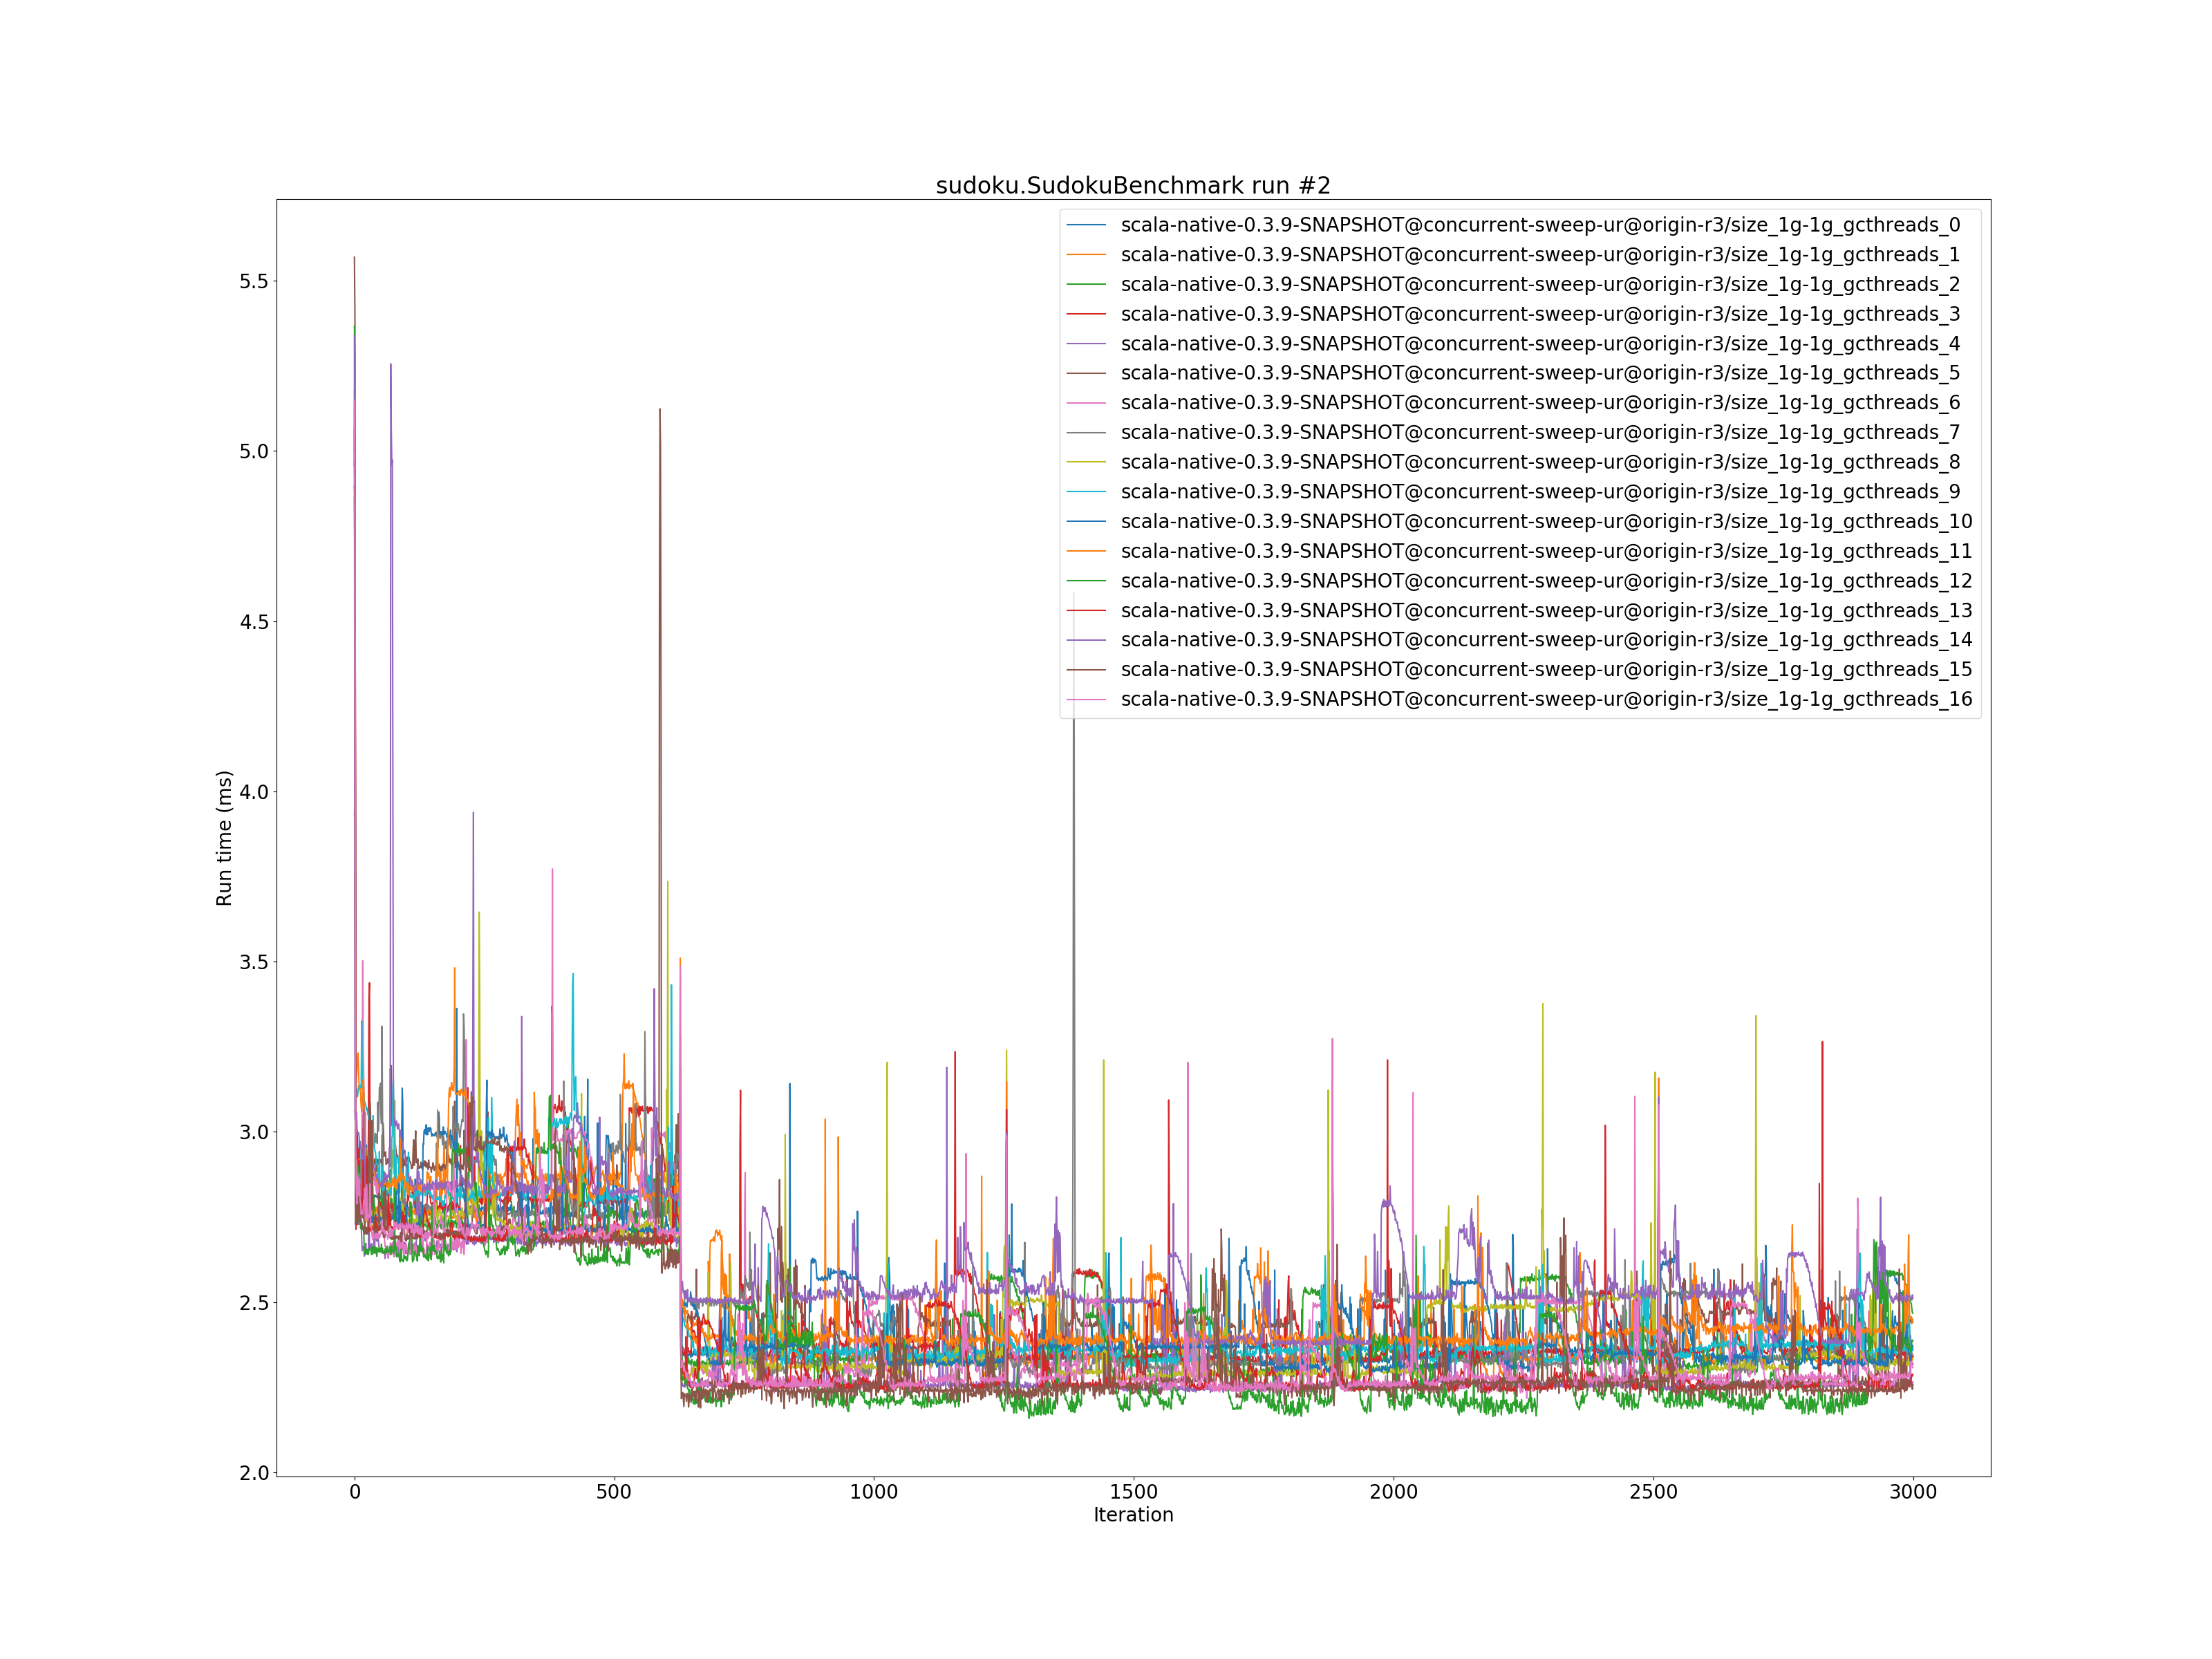 sudoku.SudokuBenchmark run #2
scala-native-0.3.9-SNAPSHOT@concurrent-sweep-ur@origin-r3/size_1g-1g_gcthreads_0
scala-native-0.3.9-SNAPSHOT@concurrent-sweep-ur@origin-r3/size_1g-1g_gcthreads_1
scala-native-0.3.9-SNAPSHOT@concurrent-sweep-ur@origin-r3/size_1g-1g_gcthreads_2
scala-native-0.3.9-SNAPSHOT@concurrent-sweep-ur@origin-r3/size_1g-1g_gcthreads_3
scala-native-0.3.9-SNAPSHOT@concurrent-sweep-ur@origin-r3/size_1g-1g_gcthreads_4
scala-native-0.3.9-SNAPSHOT@concurrent-sweep-ur@origin-r3/size_1g-1g_gcthreads_5
scala-native-0.3.9-SNAPSHOT@concurrent-sweep-ur@origin-r3/size_1g-1g_gcthreads_6
scala-native-0.3.9-SNAPSHOT@concurrent-sweep-ur@origin-r3/size_1g-1g_gcthreads_7
scala-native-0.3.9-SNAPSHOT@concurrent-sweep-ur@origin-r3/size_1g-1g_gcthreads_8
scala-native-0.3.9-SNAPSHOT@concurrent-sweep-ur@origin-r3/size_1g-1g_gcthreads_9
scala-native-0.3.9-SNAPSHOT@concurrent-sweep-ur@origin-r3/size_1g-1g_gcthreads_10
scala-native-0.3.9-SNAPSHOT@concurrent-sweep-ur@origin-r3/size_1g-1g_gcthreads_11
scala-native-0.3.9-SNAPSHOT@concurrent-sweep-ur@origin-r3/size_1g-1g_gcthreads_12
scala-native-0.3.9-SNAPSHOT@concurrent-sweep-ur@origin-r3/size_1g-1g_gcthreads_13
scala-native-0.3.9-SNAPSHOT@concurrent-sweep-ur@origin-r3/size_1g-1g_gcthreads_14
scala-native-0.3.9-SNAPSHOT@concurrent-sweep-ur@origin-r3/size_1g-1g_gcthreads_15
scala-native-0.3.9-SNAPSHOT@concurrent-sweep-ur@origin-r3/size_1g-1g_gcthreads_16
5.5
5.0
4.5
4.0
3.5
3.0
2.5
2.0
Run time (ms)
0 500 1000 1500 2000 2500 3000
Iteration